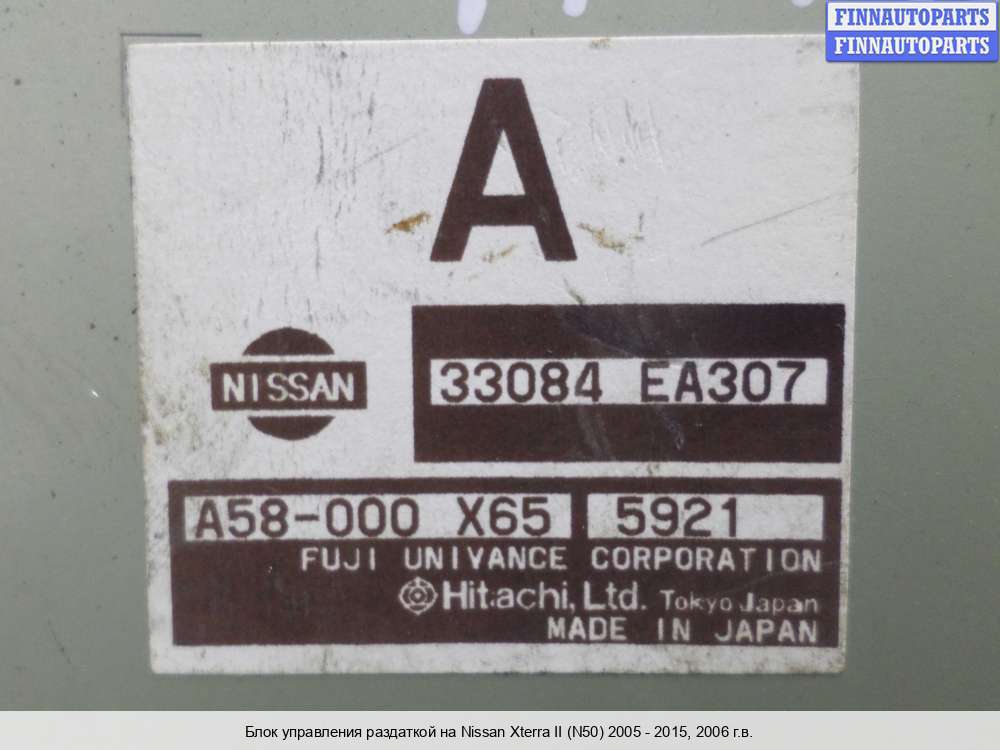 FINNAUTOPARTS
FINNAUTOPARTS
A
NISSAN
33084 EA307
A58-000 X65 5921
FUJI UNIVANCE CORPORATION
Hitachi, Ltd. Tokyo Japan
MADE IN JAPAN
Блок управления раздаткой на Nissan Xterra II (N50) 2005 - 2015, 2006 г.в.